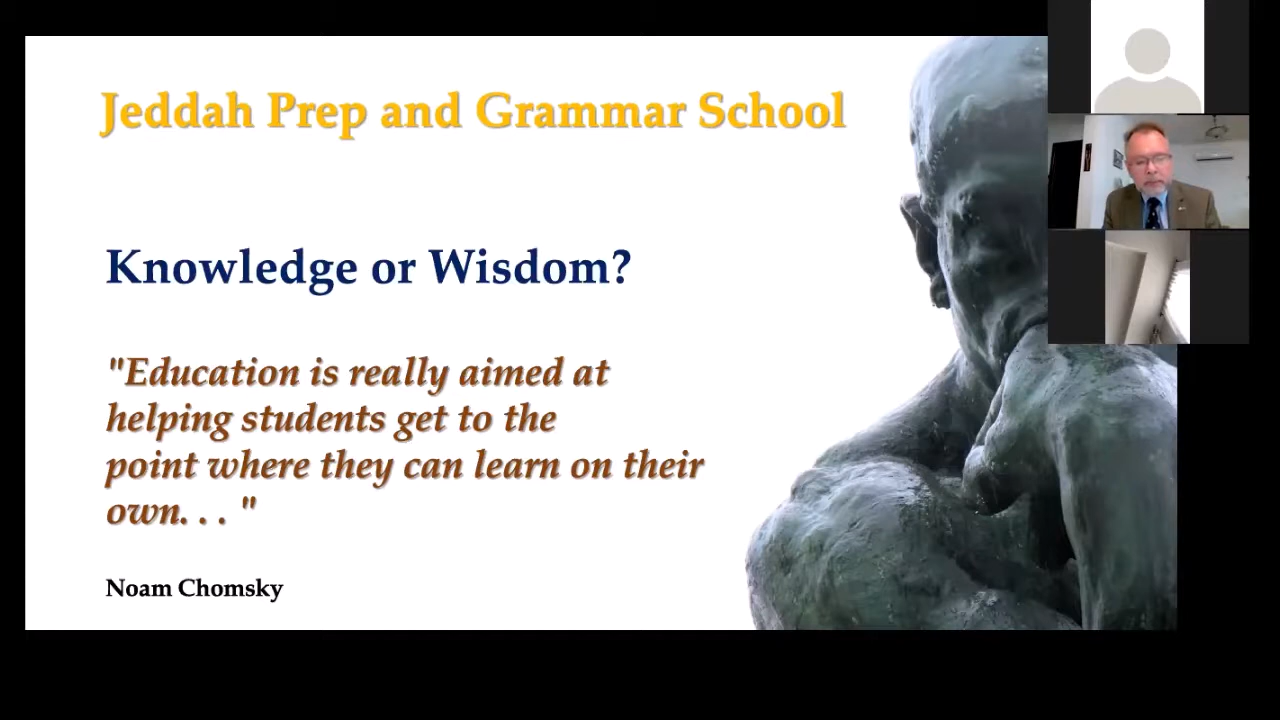 Jeddah Prep and Grammar School
Knowledge or Wisdom?
"Education is really aimed at
helping students get to the
point where they can learn on their
own. . . "
Noam Chomsky